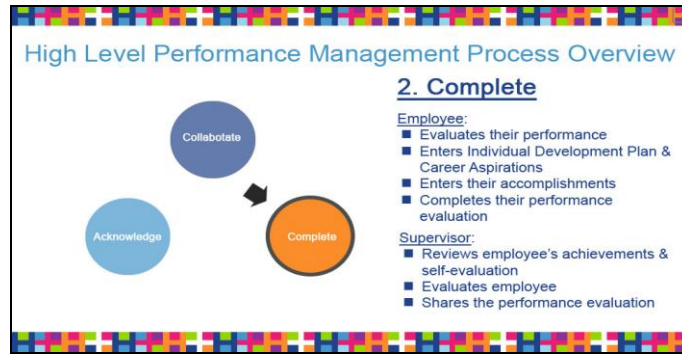 High Level Performance Management Process Overview
Collabotate
Acknowledge
Complete
2. Complete
Employee:
■ Evaluates their performance
■ Enters Individual Development Plan &
Career Aspirations
■ Enters their accomplishments
■ Completes their performance
evaluation
Supervisor:
■ Reviews employee's achievements &
self-evaluation
■ Evaluates employee
■ Shares the performance evaluation